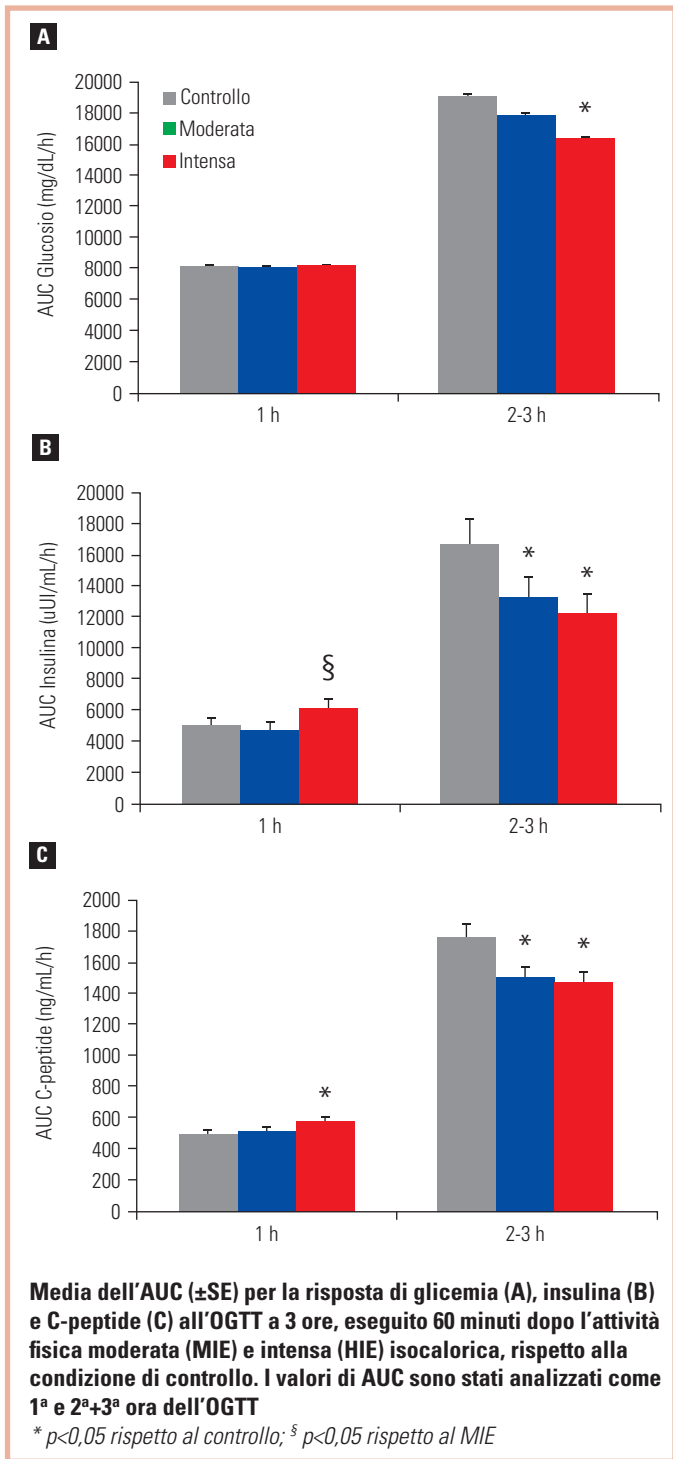 A
20000
18000
16000
14000
12000
10000
8000
6000
4000
2000
0
AUC Glucosio (mg/dL/h)
Controllo
Moderata
Intensa
*
1 h
2-3 h
B
20000
18000
16000
14000
12000
10000
8000
6000
4000
2000
0
AUC Insulina (uUI/mL/h)
§
*
*
1 h
2-3 h
C
2000
1800
1600
1400
1200
1000
800
600
400
200
0
AUC C-peptide (ng/mL/h)
*
*
*
1 h
2-3 h
Media dell'AUC (±SE) per la risposta di glicemia (A), insulina (B)
e C-peptide (C) all'OGTT a 3 ore, eseguito 60 minuti dopo l'attività
fisica moderata (MIE) e intensa (HIE) isocalorica, rispetto alla
condizione di controllo. I valori di AUC sono stati analizzati come
1ª e 2ª+3ª ora dell'OGTT
* p<0,05 rispetto al controllo; § p<0,05 rispetto al MIE